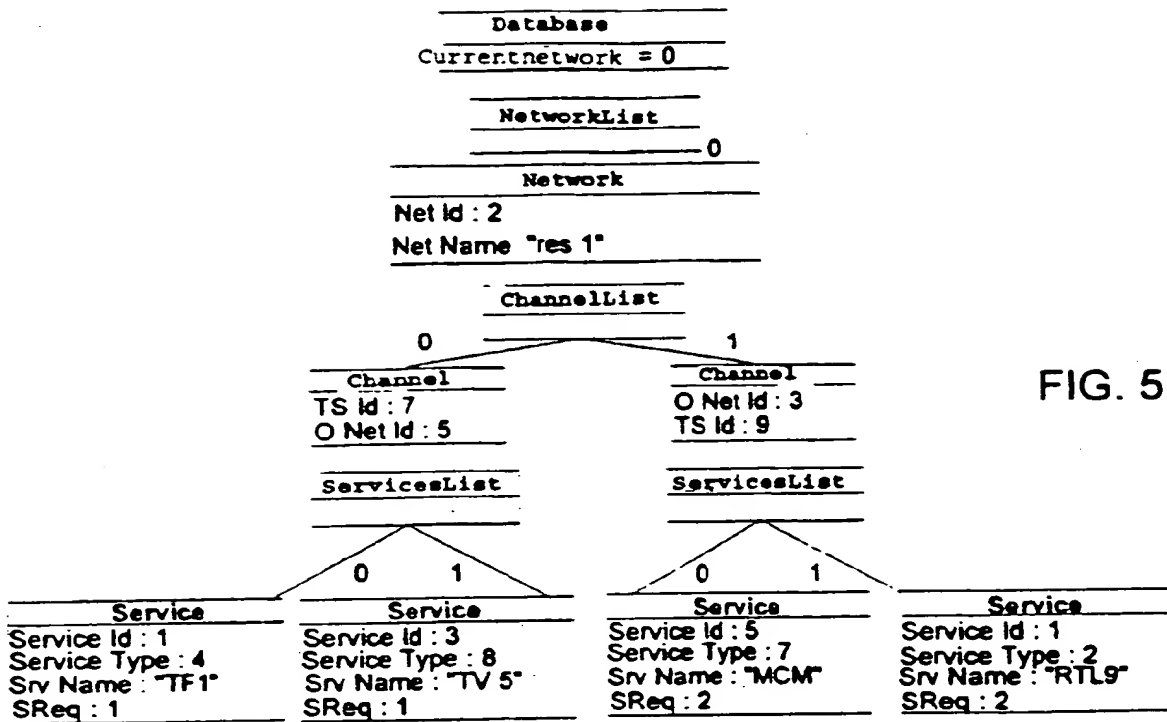 Database
Currentnetwork = 0
NetworkList
0
Network
Net Id : 2
Net Name "res 1"
ChannelList
0 1
Channel
TS Id : 7
O Net Id : 5
Channel
O Net Id : 3
TS Id : 9
FIG. 5
ServicesList
ServicesList
0 1
0 1
Service
Service Id : 1
Service Type : 4
Srv Name : "TF1"
SReq : 1
Service
Service Id : 3
Service Type : 8
Srv Name : "TV 5"
SReq : 1
Service
Service Id : 5
Service Type : 7
Srv Name : "MCM"
SReq : 2
Service
Service Id : 1
Service Type : 2
Srv Name : "RTL9"
SReq : 2